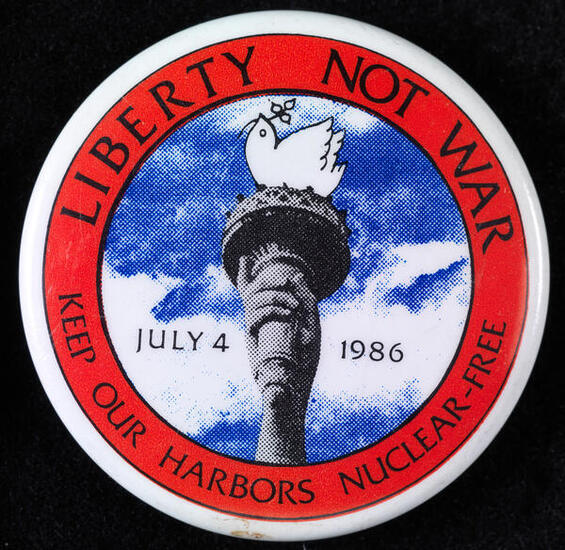 LIBERTY NOT WAR
JULY 4 1986
KEEP OUR HARBORS NUCLEAR-FREE